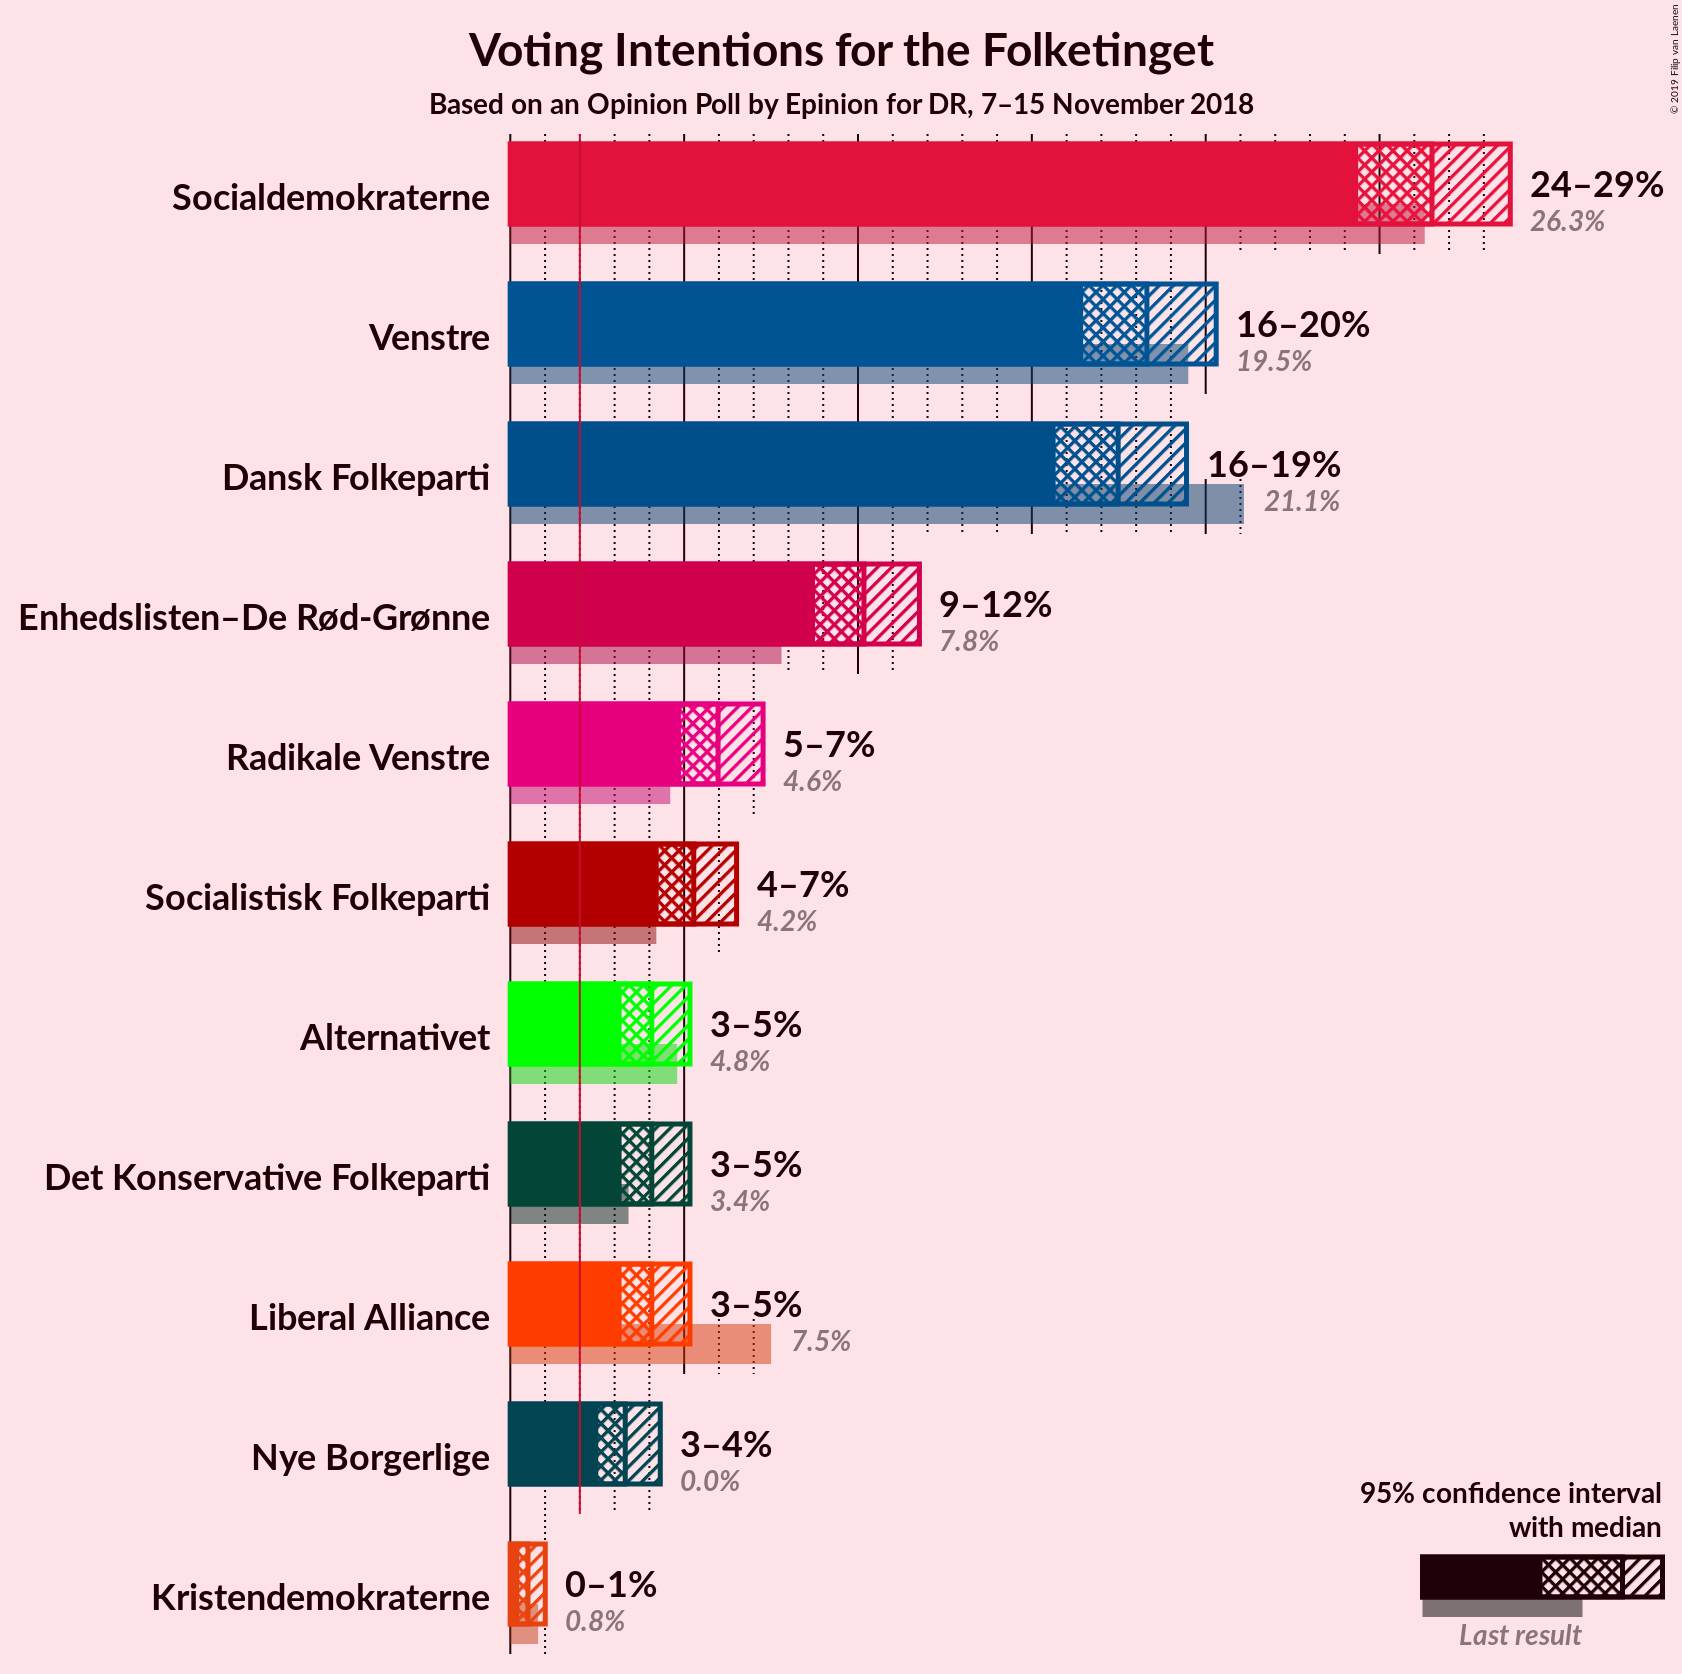 Voting Intentions for the Folketinget
Based on an Opinion Poll by Epinion for DR, 7–15 November 2018
© 2019 Filip van Laenen
Socialdemokraterne
24–29%
26.3%
Venstre
16–20%
19.5%
Dansk Folkeparti
16–19%
21.1%
Enhedslisten–De Rød-Grønne
9–12%
7.8%
Radikale Venstre
5–7%
4.6%
Socialistisk Folkeparti
4–7%
4.2%
Alternativet
3–5%
4.8%
Det Konservative Folkeparti
3–5%
3.4%
Liberal Alliance
3–5%
7.5%
Nye Borgerlige
3–4%
0.0%
Kristendemokraterne
0–1%
0.8%
95% confidence interval
with median
Last result